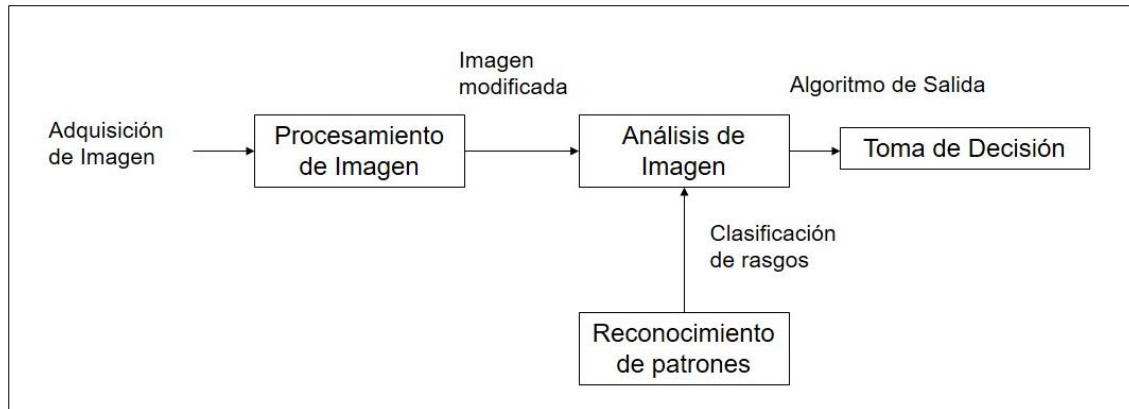 Adquisición
de Imagen
Procesamiento
de Imagen
Imagen
modificada
Análisis de
Imagen
Algoritmo de Salida
Toma de Decisión
Clasificación
de rasgos
Reconocimiento
de patrones